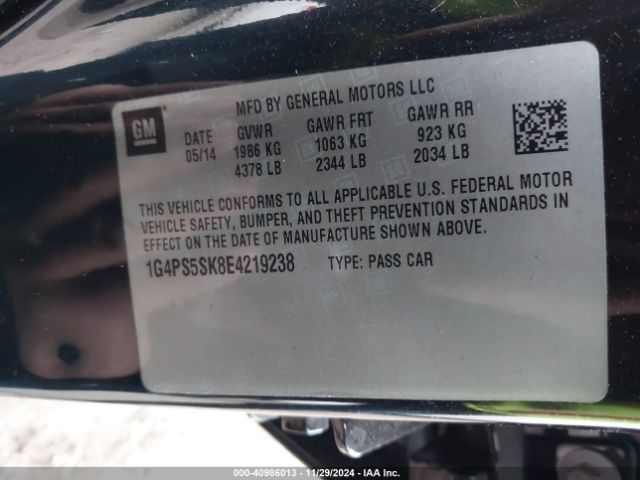 MFD BY GENERAL MOTORS LLC
GM
DATE GVWR GAWR FRT GAWR RR
05/14 1986 KG 1063 KG 923 KG
4378 LB 2344 LB 2034 LB
THIS VEHICLE CONFORMS TO ALL APPLICABLE U.S. FEDERAL MOTOR
VEHICLE SAFETY, BUMPER, AND THEFT PREVENTION STANDARDS IN
EFFECT ON THE DATE OF MANUFACTURE SHOWN ABOVE.
1G4PS5SK8E4219238 TYPE: PASS CAR
000-40986013 - 11/29/2024 - IAA Inc.